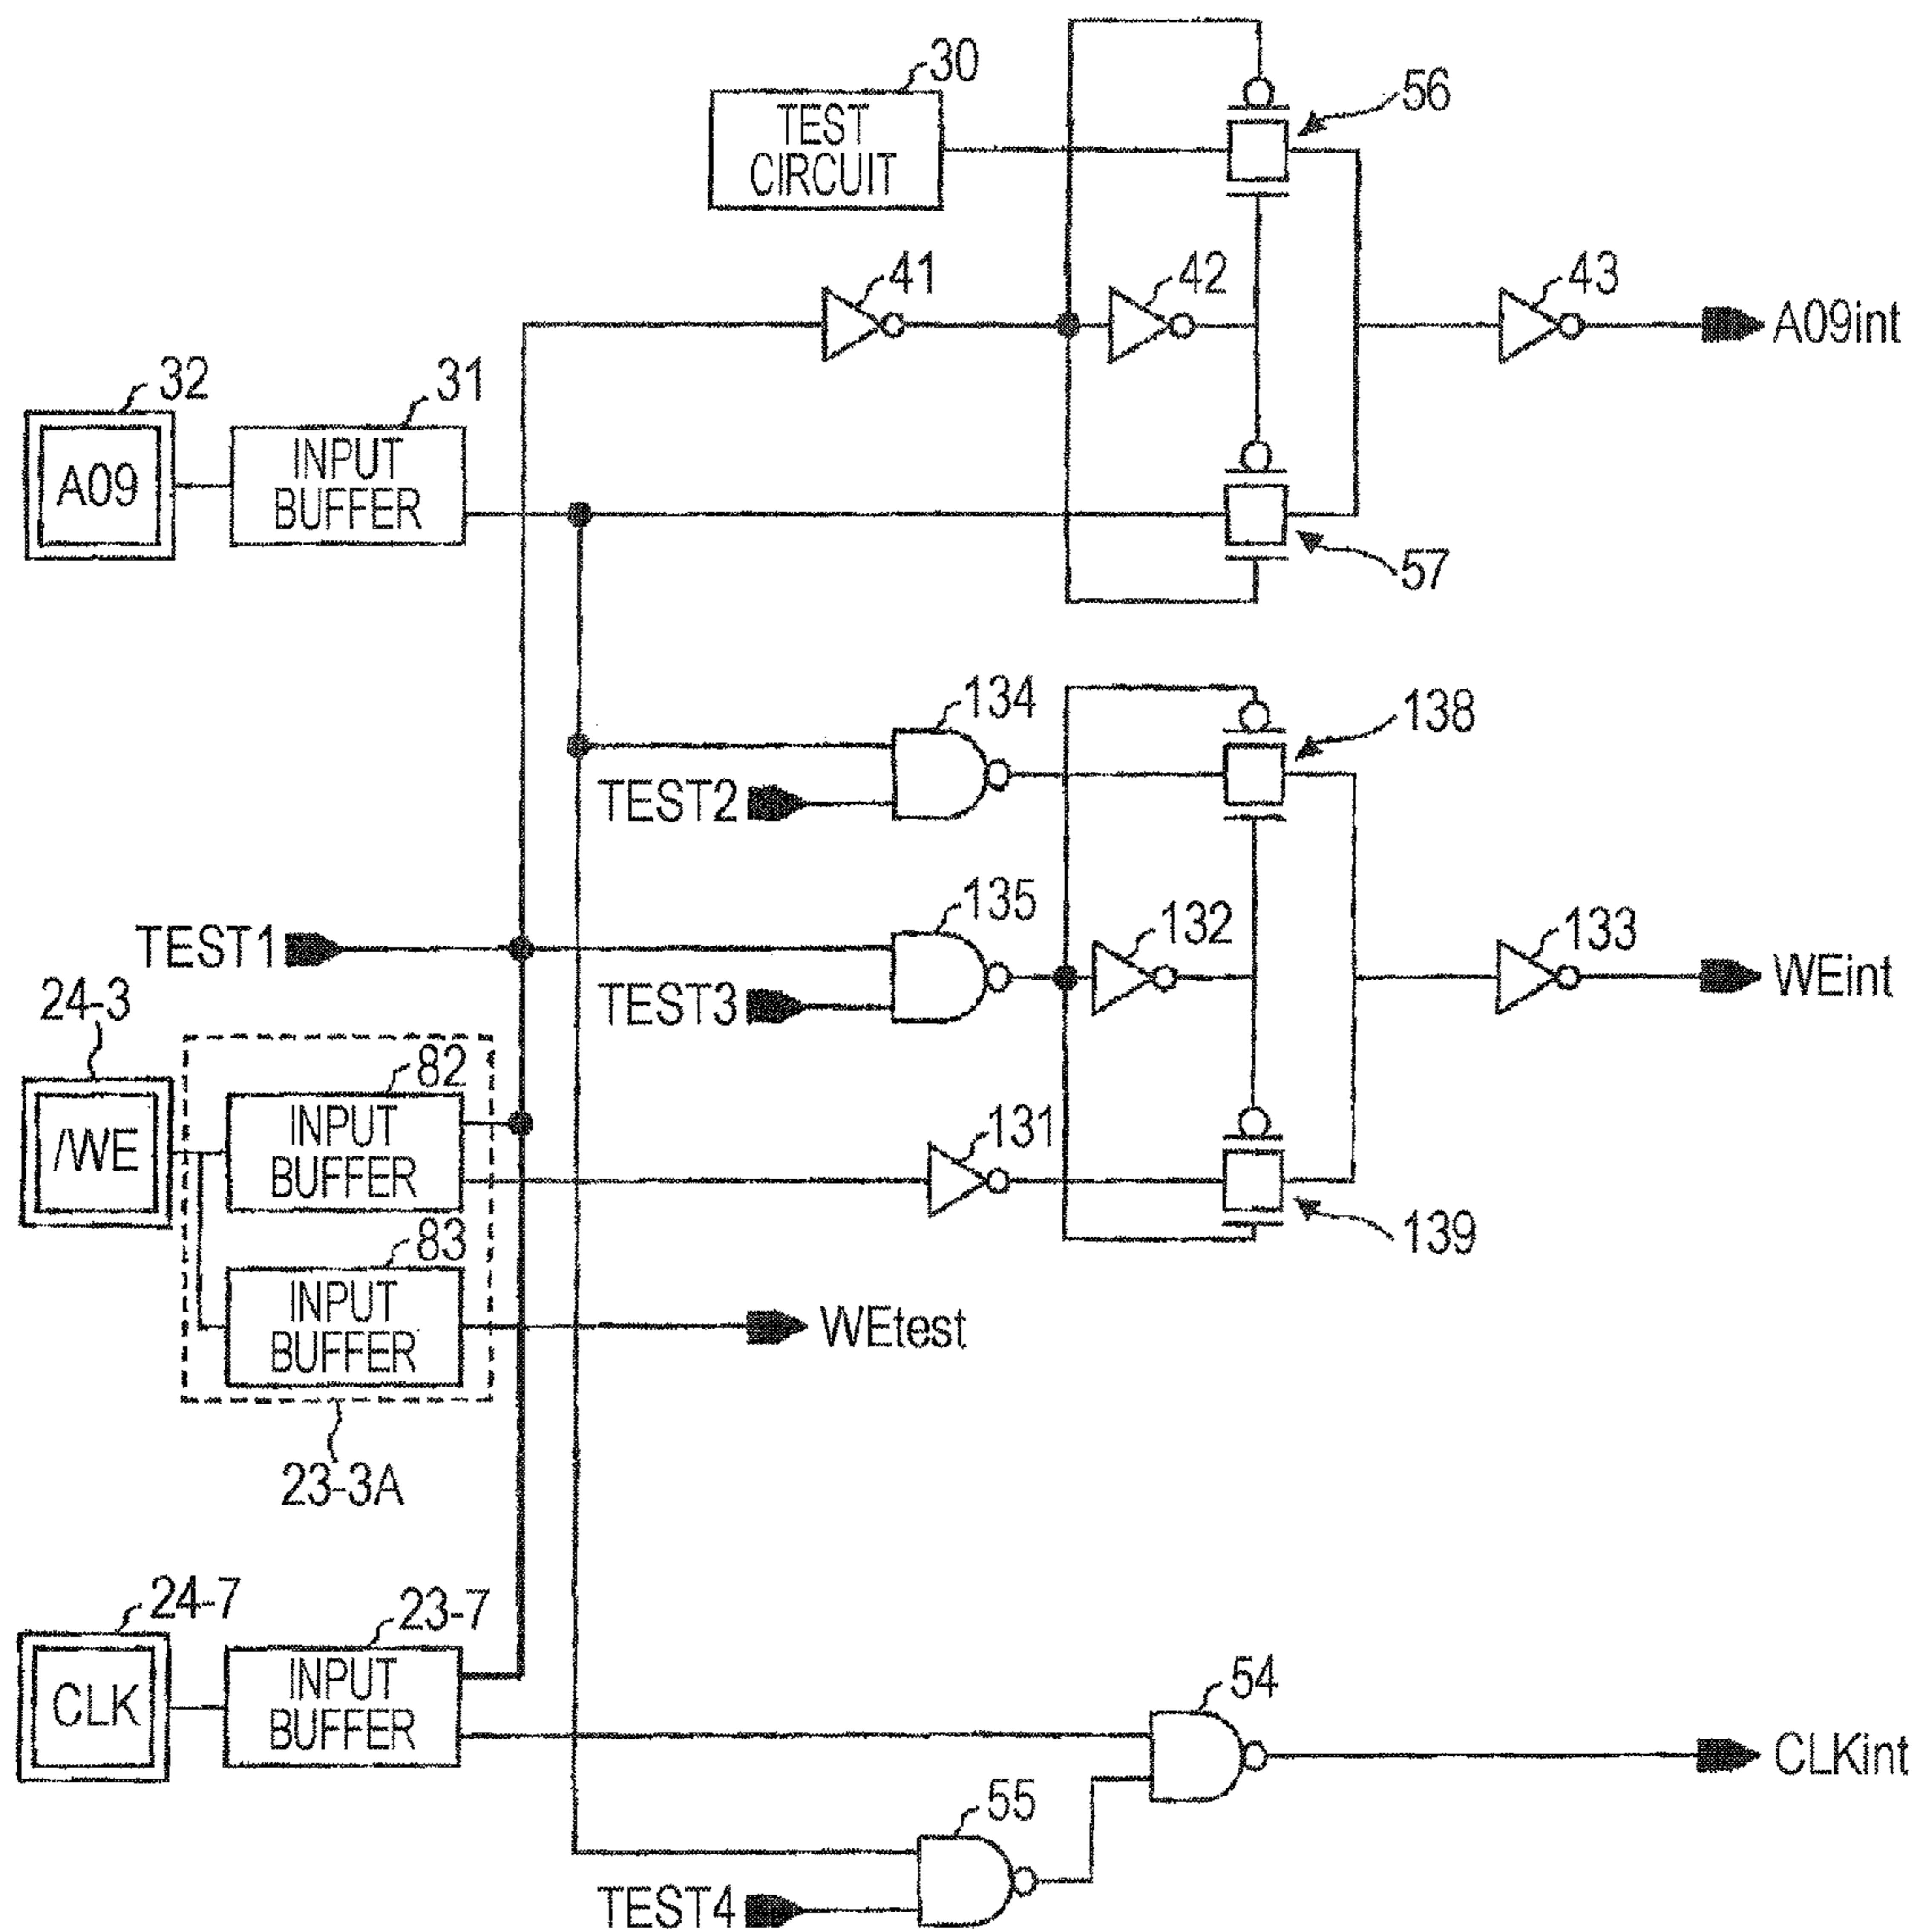 30
TEST
CIRCUIT
56
41
42
43
A09int
32
A09
31
INPUT
BUFFER
57
134
TEST2
138
TEST1
135
TEST3
132
133
WEint
24-3
/WE
82
INPUT
BUFFER
131
139
83
INPUT
BUFFER
WEtest
23-3A
24-7
CLK
23-7
INPUT
BUFFER
54
CLKint
55
TEST4